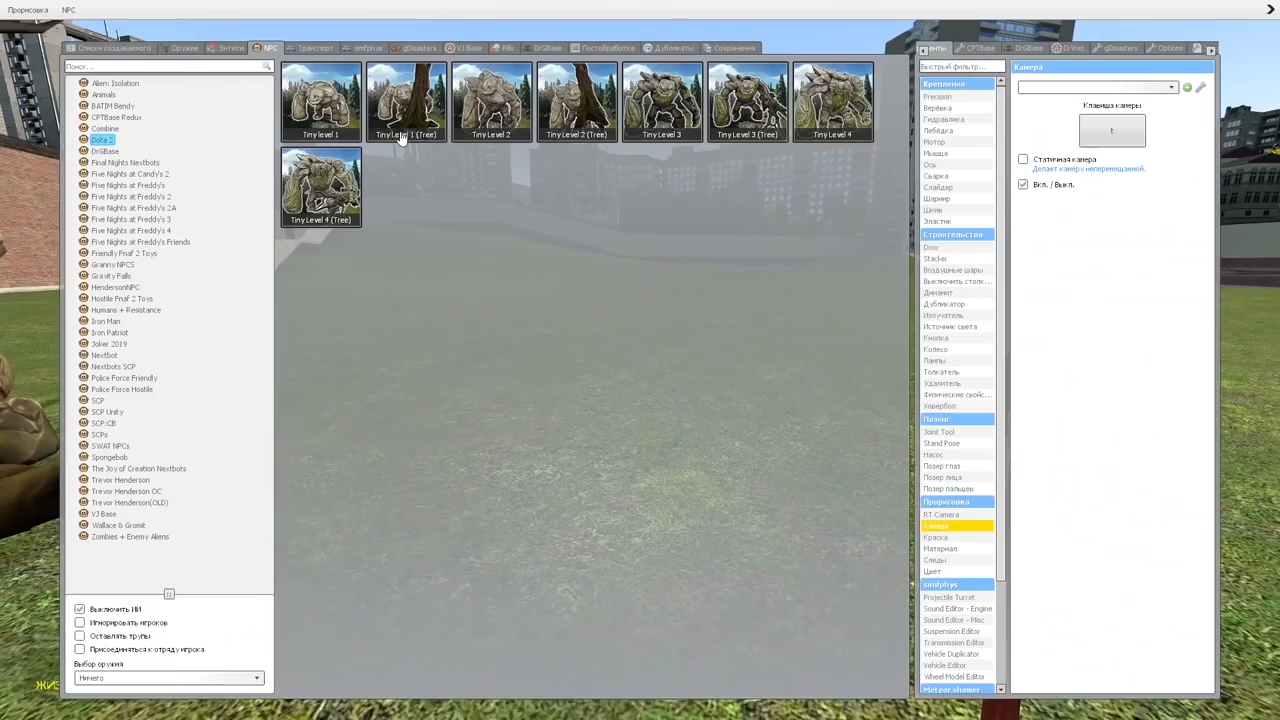 Прорисовка NPC
Списки создаваемого Оружие Энтити NPC Транспорт simfphys gDisasters VJ Base Pills DrGBase Постобработка Дубликаты Сохранения
Поиск...
Alien: Isolation
Animals
BATIM Bendy
CPTBase Redux
Combine
Dota 2
DrGBase
Final Nights Nextbots
Five Nights at Candy's 2
Five Nights at Freddy's
Five Nights at Freddy's 2
Five Nights at Freddy's 2A
Five Nights at Freddy's 3
Five Nights at Freddy's 4
Five Nights at Freddy's Friends
Friendly Fnaf 2 Toys
Granny NPCS
Gravity Falls
HendersonNPC
Hostile Fnaf 2 Toys
Humans + Resistance
Iron Man
Iron Patriot
Joker 2019
Nextbot
Nextbots SCP
Police Force Friendly
Police Force Hostile
SCP
SCP Unity
SCP:CB
SCPs
SWAT NPCs
Spongebob
The Joy of Creation Nextbots
Trevor Henderson
Trevor Henderson OC
Trevor Henderson(OLD)
VJ Base
Wallace & Gromit
Zombies + Enemy Aliens
Выключить ИИ
Игнорировать игроков
Оставлять трупы
Присоединяться к отряду игрока
Выбор оружия
Ничего
Tiny level 1 Tiny Level 1 (Tree) Tiny Level 2 Tiny Level 2 (Tree) Tiny Level 3 Tiny Level 3 (Tree) Tiny Level 4
Tiny Level 4 (Tree)
енты CPTBase DrGBase DrVrej gDisasters Options
Быстрый фильтр...
Крепления
Precision
Верёвка
Гидравлика
Лебёдка
Мотор
Мышца
Ось
Сварка
Слайдер
Шарнир
Шкив
Эластик
Строительство
Door
Stacker
Воздушные шары
Выключить столк...
Динамит
Дубликатор
Излучатель
Источник света
Кнопка
Колесо
Лампы
Толкатель
Удалитель
Физические свойс...
Ховербол
Позинг
Joint Tool
Stand Pose
Насос
Позер глаз
Позер лица
Позер пальцев
Прорисовка
RT Camera
Камера
Краска
Материал
Следы
Цвет
simfphys
Projectile Turret
Sound Editor - Engine
Sound Editor - Misc
Suspension Editor
Transmission Editor
Vehicle Duplicator
Vehicle Editor
Wheel Model Editor
Meteor shower
Камера
Клавиша камеры
t
Статичная камера
Делает камеру неперемещаемой.
Вкл. / Выкл.
ЖИЗ